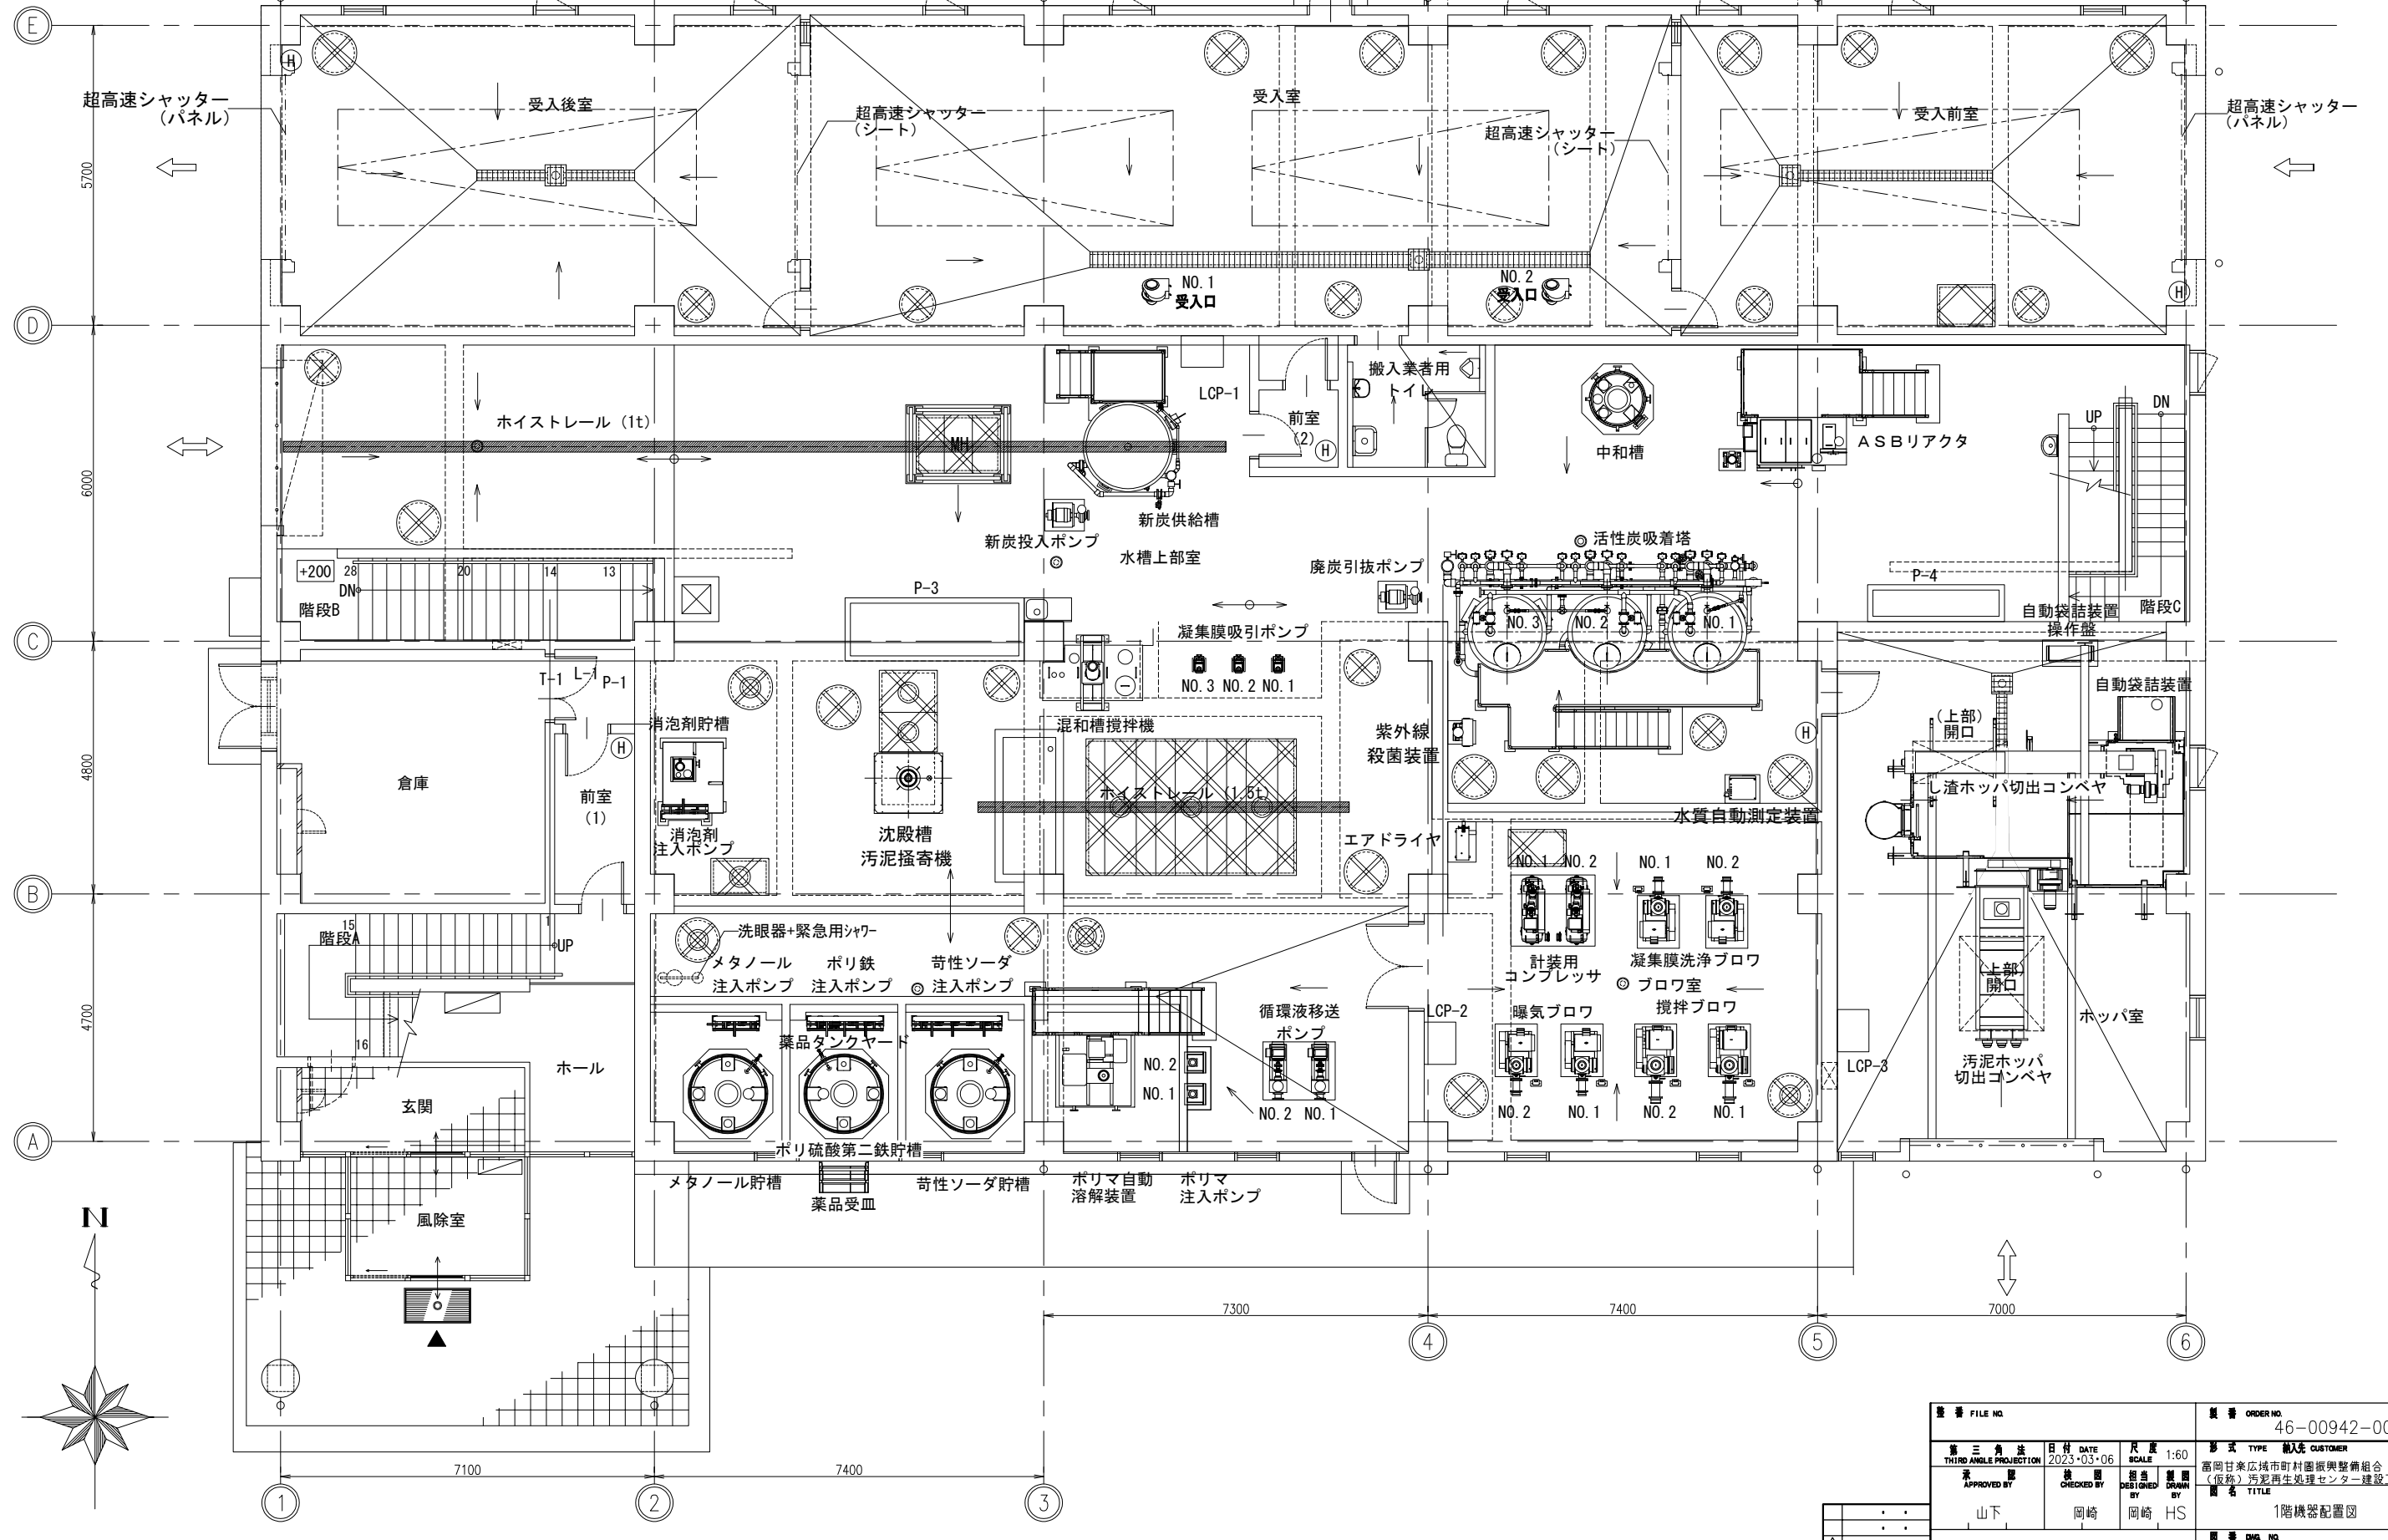 E
H
超高速シャッター
(パネル)
受入後室
超高速シャッター
(シート)
受入室
超高速シャッター
(シート)
受入前室
超高速シャッター
(パネル)
5700
NO.1
受入口
NO.2
受入口
H
D
ホイストレール (1t)
MH
LCP-1
前室
(2)
H
搬入業者用
トイレ
中和槽
ASBリアクタ
UP
DN
6000
新炭供給槽
新炭投入ポンプ
水槽上部室
廃炭引抜ポンプ
活性炭吸着塔
+200
28
20
14
13
DN
階段B
P-3
P-4
自動袋詰装置
操作盤
階段C
NO.3
NO.2
NO.1
C
凝集膜吸引ポンプ
NO.3 NO.2 NO.1
T-1
L-1
P-1
消泡剤貯槽
H
混和槽撹拌機
紫外線
殺菌装置
H
自動袋詰装置
(上部)
開口
4800
倉庫
前室
(1)
消泡剤
注入ポンプ
沈殿槽
汚泥掻寄機
ホイストレール (1.5t)
エアドライヤ
水質自動測定装置
し渣ホッパ切出コンベヤ
NO.1
NO.2
NO.1
NO.2
B
15
階段A
1
UP
洗眼器+緊急用シャワー
メタノール
注入ポンプ
ポリ鉄
注入ポンプ
苛性ソーダ
注入ポンプ
計装用
コンプレッサ
凝集膜洗浄ブロワ
ブロワ室
上部
開口
4700
16
ホール
玄関
薬品タンクヤード
循環液移送
ポンプ
LCP-2
曝気ブロワ
撹拌ブロワ
ホッパ室
NO.2
NO.1
NO.2 NO.1
NO.2
NO.1
NO.2
NO.1
LCP-3
汚泥ホッパ
切出コンベヤ
A
ポリ硫酸第二鉄貯槽
メタノール貯槽
薬品受皿
苛性ソーダ貯槽
ポリマ自動
溶解装置
ポリマ
注入ポンプ
N
風除室
7300
7400
7000
4
5
6
7100
7400
1
2
3
整番 FILE NO.
製番 ORDER NO.
46-00942-00
第三角法
THIRD ANGLE PROJECTION
日付 DATE
2023・03・06
尺度
SCALE
1:60
形式 TYPE 納入先 CUSTOMER
富岡甘楽広域市町村圏振興整備組合
(仮称)汚泥再生処理センター建設
承認
APPROVED BY
検図
CHECKED BY
担当
DESIGNED
BY
製図
DRAWN
BY
図名 TITLE
山下
岡崎
岡崎
HS
1階機器配置図
図番 DWG. NO.